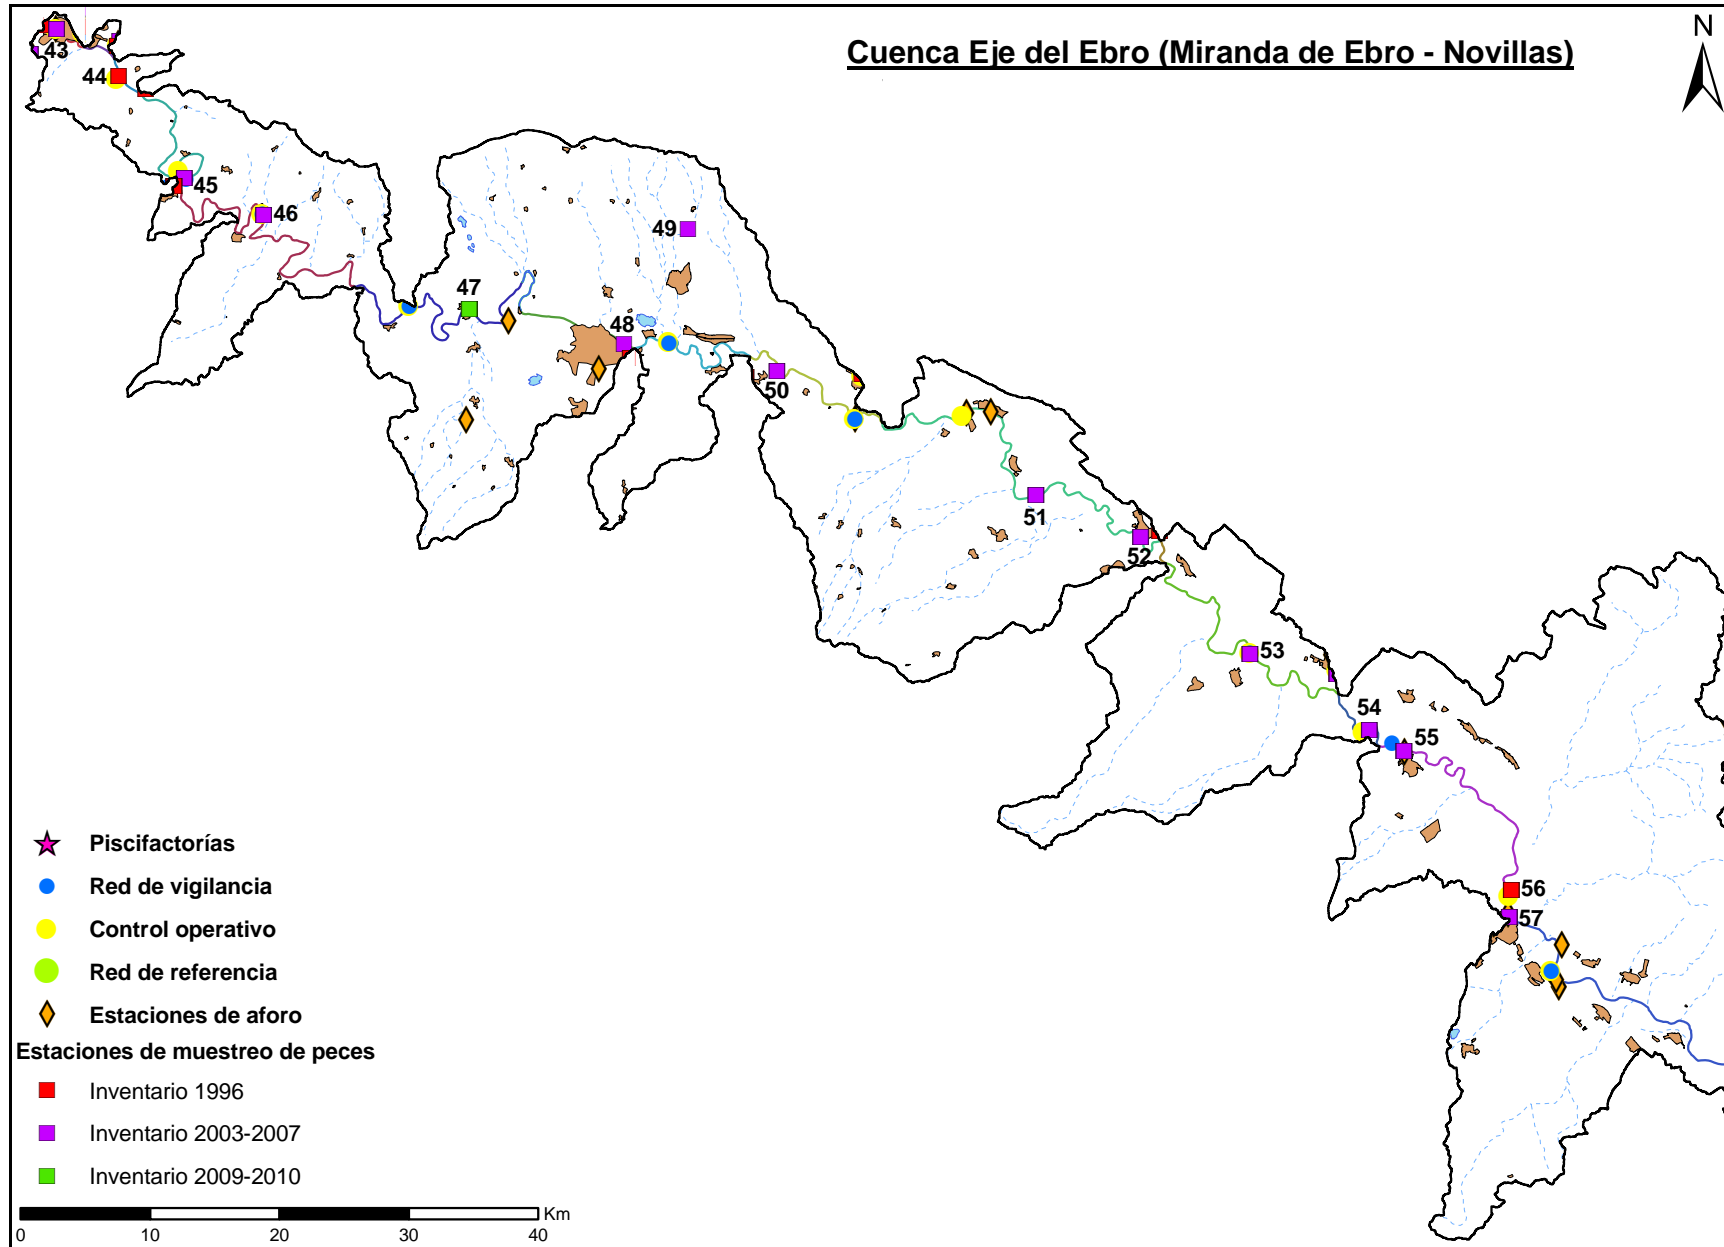 Cuenca Eje del Ebro (Miranda de Ebro - Novillas)
N
43
44
45
46
47
48
49
50
51
52
53
54
55
56
57
Piscifactorías
Red de vigilancia
Control operativo
Red de referencia
Estaciones de aforo
Estaciones de muestreo de peces
Inventario 1996
Inventario 2003-2007
Inventario 2009-2010
Km
0 10 20 30 40